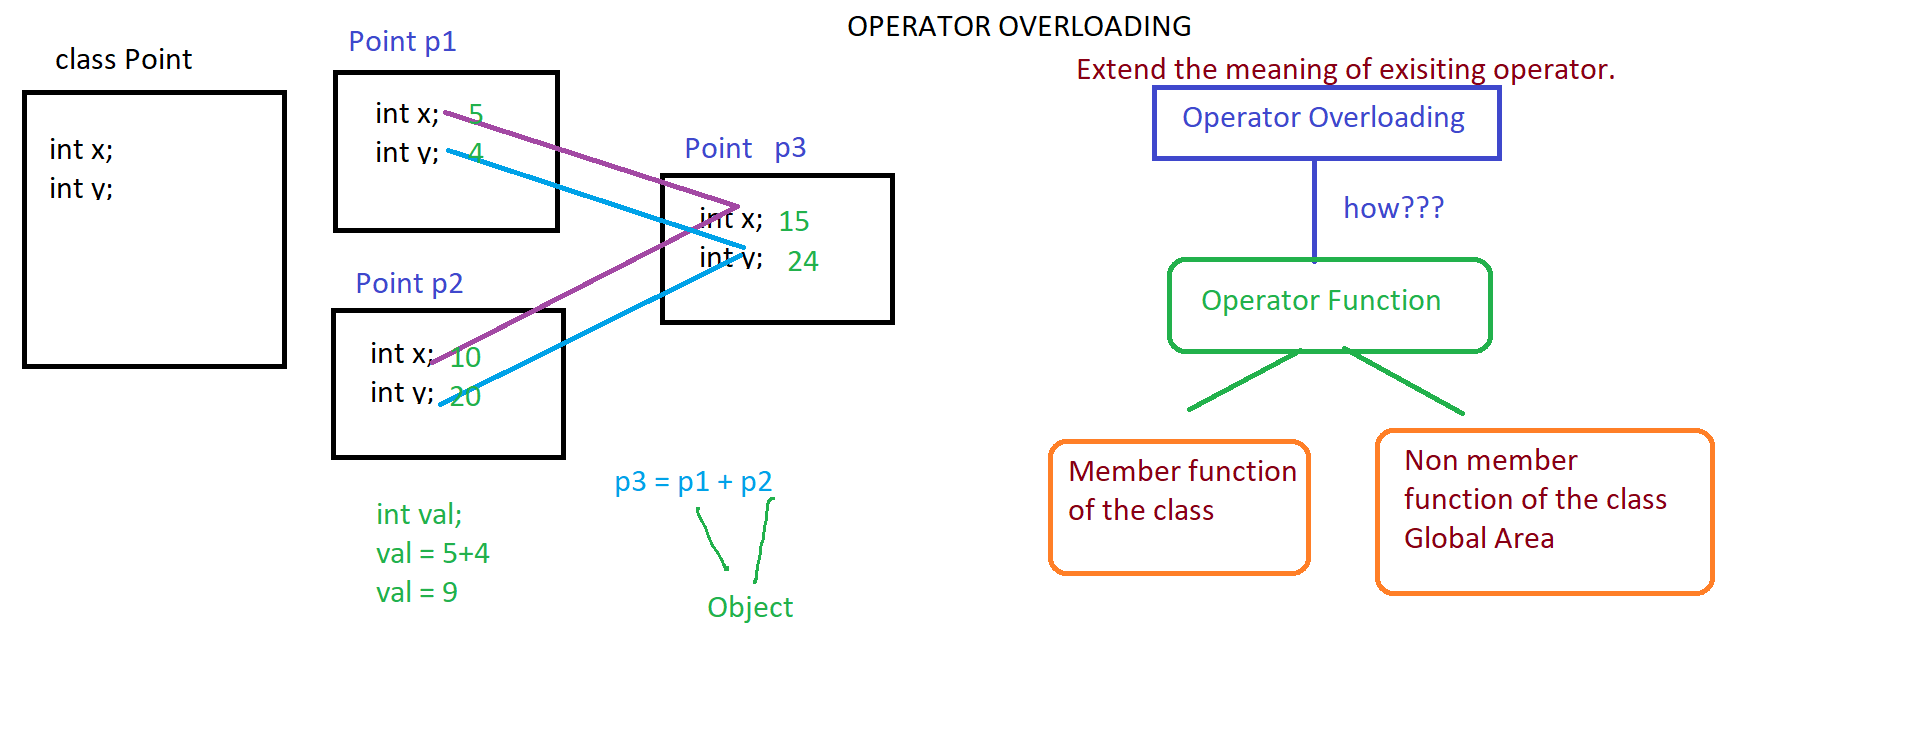 OPERATOR OVERLOADING
class Point
int x;
int y;
Point p1
int x; 5
int y; 4
Point p2
int x; 10
int y; 20
Point p3
int x; 15
int y; 24
int val;
val = 5+4
val = 9
p3 = p1 + p2
Object
Extend the meaning of exisiting operator.
Operator Overloading
how???
Operator Function
Member function
of the class
Non member
function of the class
Global Area